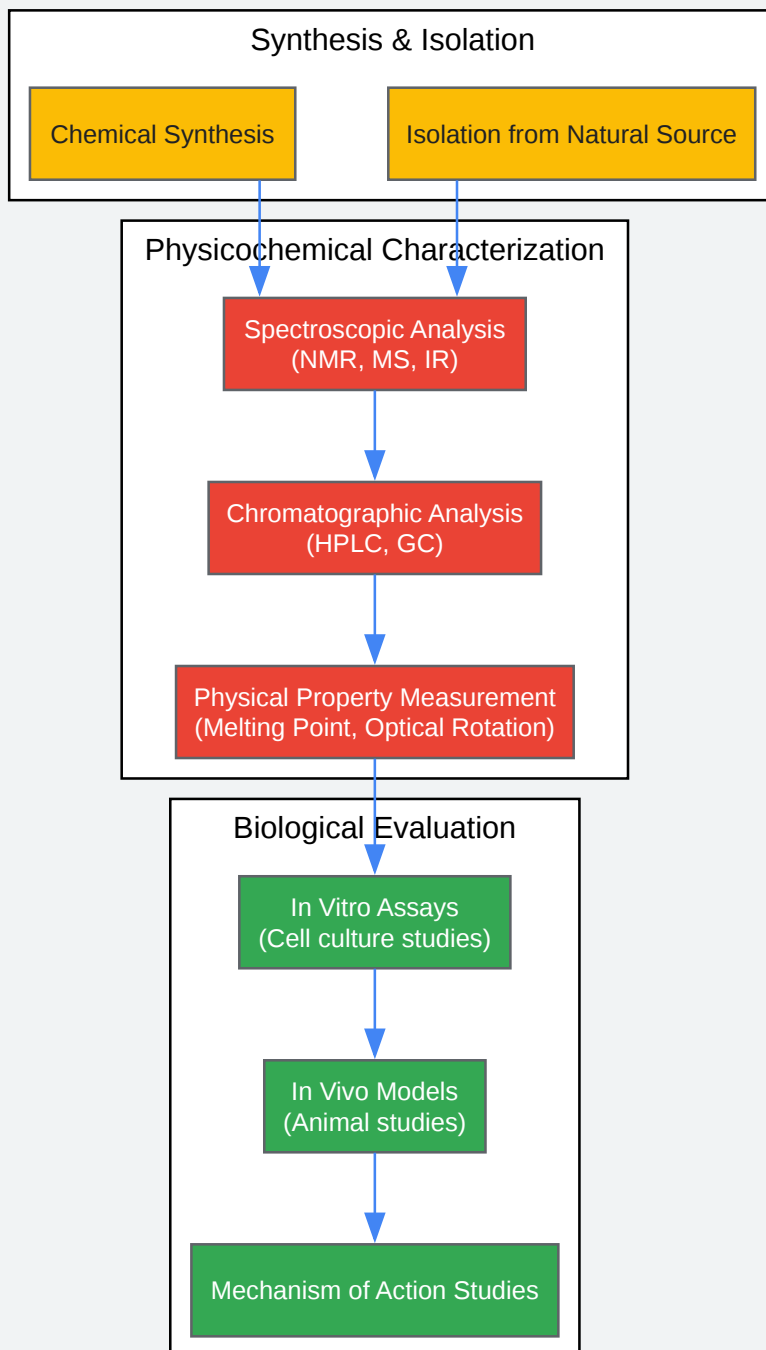 Synthesis & Isolation
Chemical Synthesis
Isolation from Natural Source
Physicochemical Characterization
Spectroscopic Analysis
(NMR, MS, IR)
Chromatographic Analysis
(HPLC, GC)
Physical Property Measurement
(Melting Point, Optical Rotation)
Biological Evaluation
In Vitro Assays
(Cell culture studies)
In Vivo Models
(Animal studies)
Mechanism of Action Studies